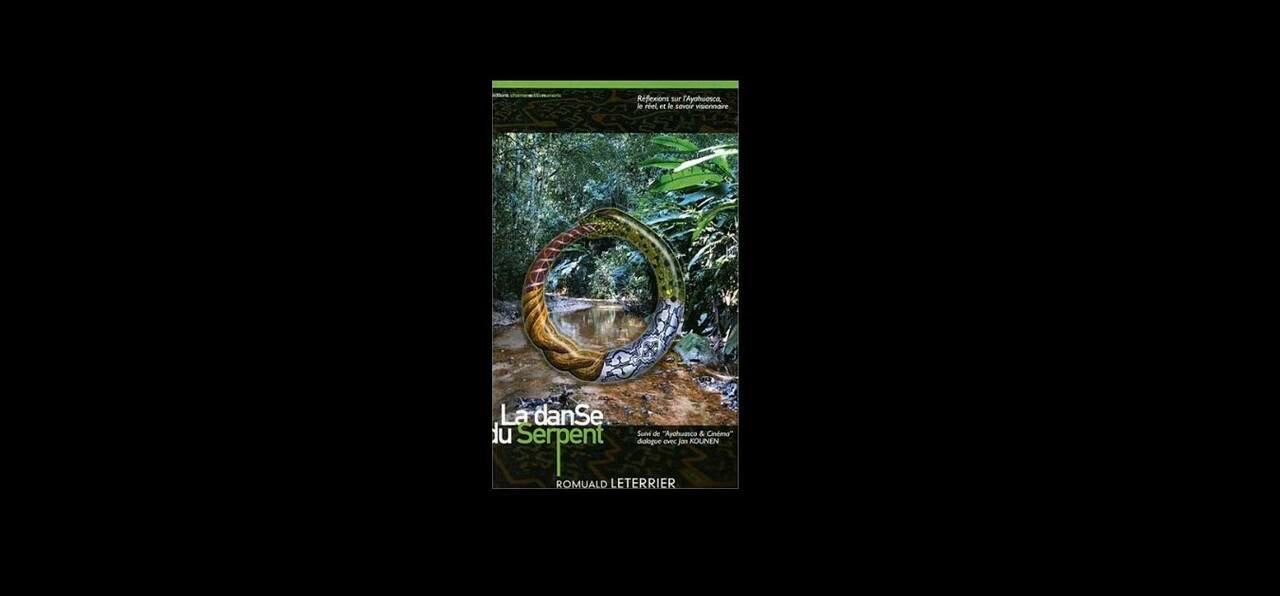 éditions
Réflexions sur l'Ayahuasca,
le réel, et le savoir visionnaire
La danSe
du Serpent
Suivi de "Ayahuasca & Cinéma"
dialogue avec Jan KOUNEN
ROMUALD LETERRIER